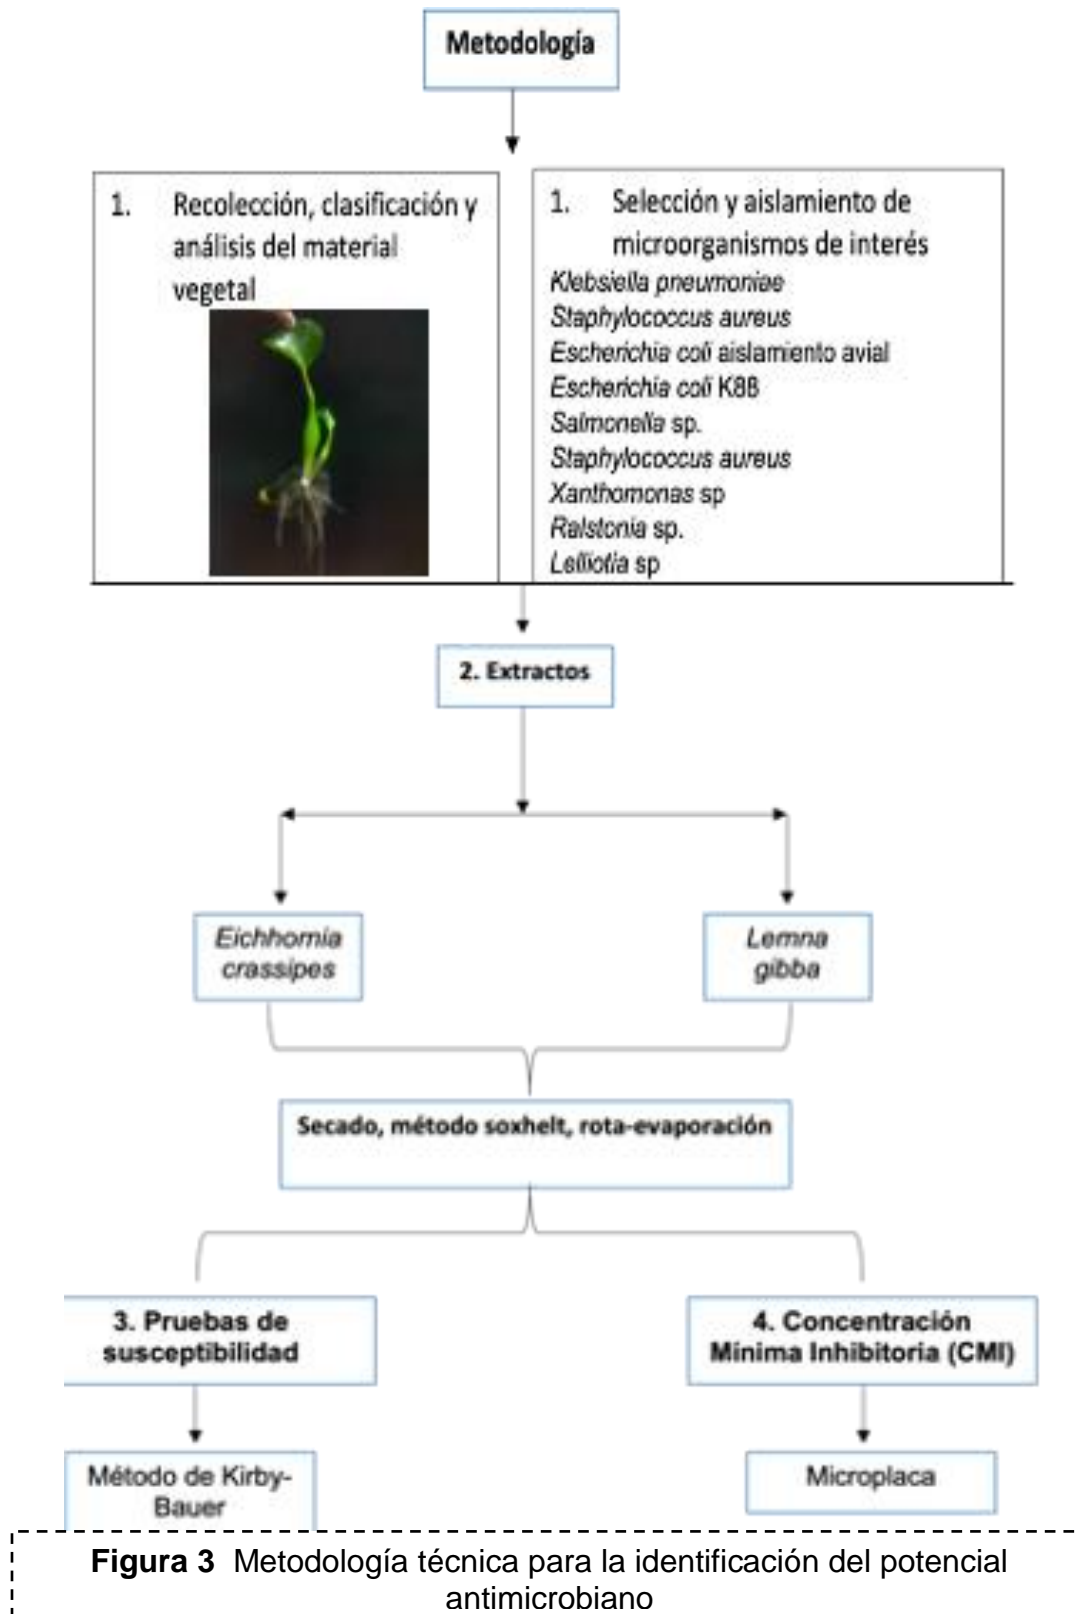 Metodología
1. Recolección, clasificación y
análisis del material
vegetal
1. Selección y aislamiento de
microorganismos de interés
Klebsiella pneumoniae
Staphylococcus aureus
Escherichia coli aislamiento avial
Escherichia coli K88
Salmonella sp.
Staphylococcus aureus
Xanthomonas sp
Ralstonia sp.
Lelliotia sp
2. Extractos
Eichhornia
crassipes
Lemna
gibba
Secado, método soxhelt, rota-evaporación
3. Pruebas de
susceptibilidad
4. Concentración
Mínima Inhibitoria (CMI)
Método de Kirby-
Bauer
Microplaca
Figura 3 Metodología técnica para la identificación del potencial
antimicrobiano